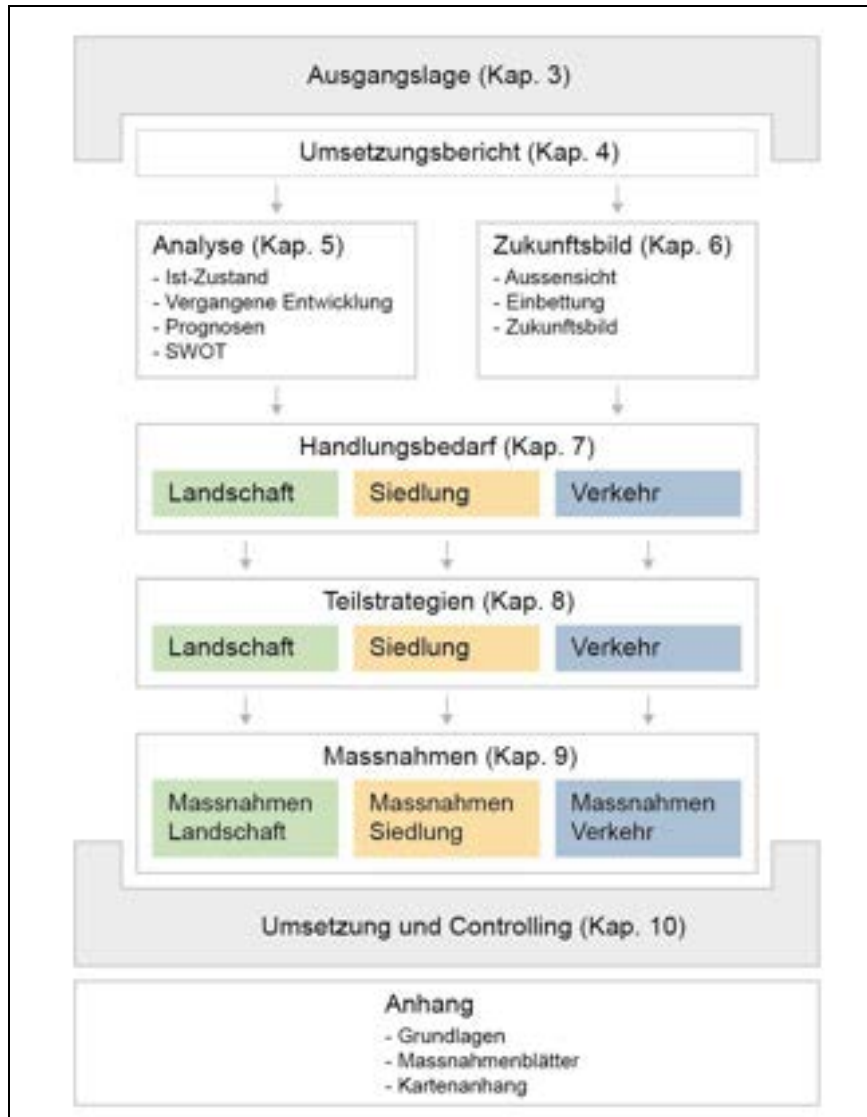 Ausgangslage (Kap. 3)
Umsetzungsbericht (Kap. 4)
Analyse (Kap. 5)
- Ist-Zustand
- Vergangene Entwicklung
- Prognosen
- SWOT
Zukunftsbild (Kap. 6)
- Aussensicht
- Einbettung
- Zukunftsbild
Handlungsbedarf (Kap. 7)
Landschaft
Siedlung
Verkehr
Teilstrategien (Kap. 8)
Landschaft
Siedlung
Verkehr
Massnahmen (Kap. 9)
Massnahmen
Landschaft
Massnahmen
Siedlung
Massnahmen
Verkehr
Umsetzung und Controlling (Kap. 10)
Anhang
- Grundlagen
- Massnahmenblätter
- Kartenanhang